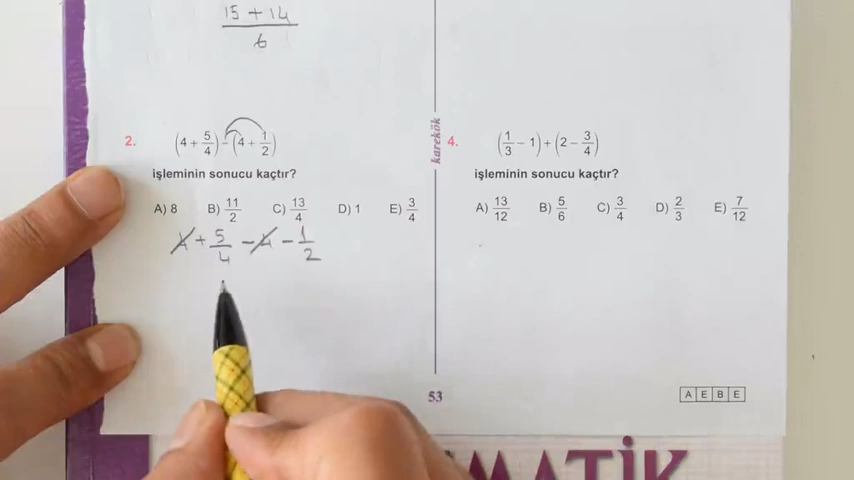 15 + 14
6
2. (4 + 5/4) - (4 + 1/2)
işleminin sonucu kaçtır?
A) 8 B) 11/2 C) 13/4 D) 1 E) 3/4
4 + 5/4 - 4 - 1/2
karekök
4. (1/3 - 1) + (2 - 3/4)
işleminin sonucu kaçtır?
A) 13/12 B) 5/6 C) 3/4 D) 2/3 E) 7/12
53
A E B E